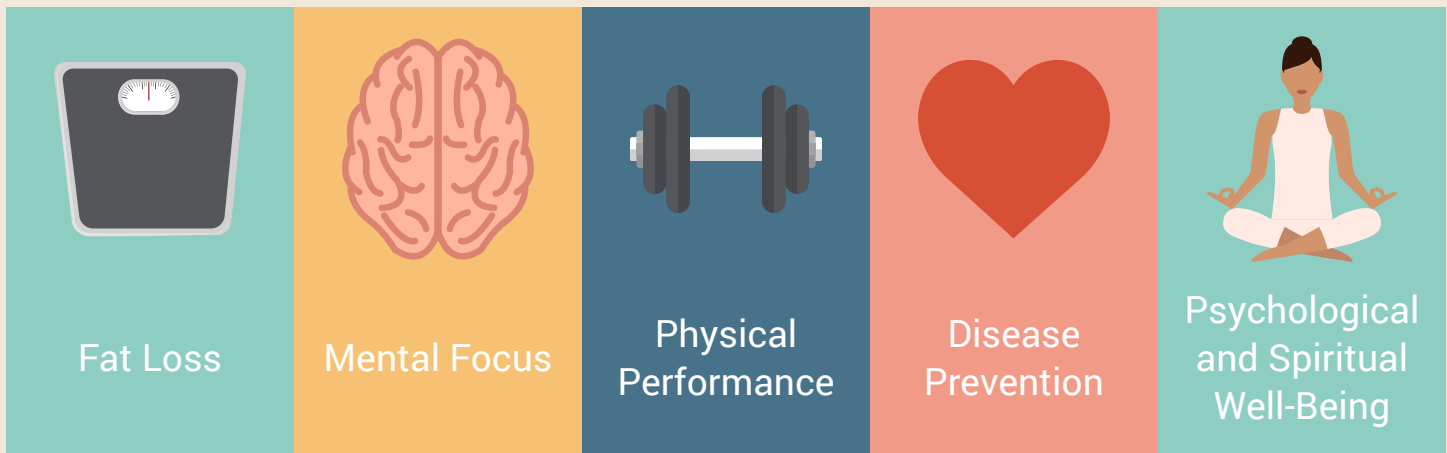 Fat Loss
Mental Focus
Physical
Performance
Disease
Prevention
Psychological
and Spiritual
Well-Being